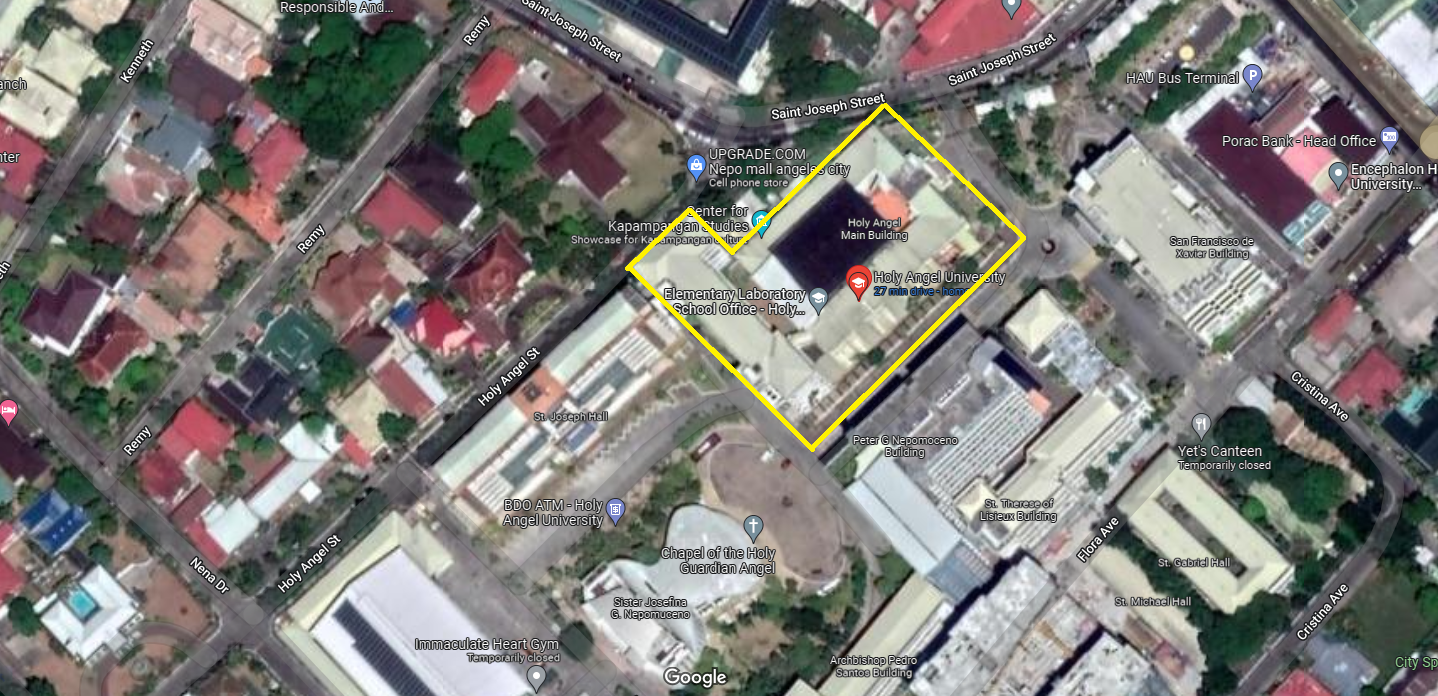 Responsible And...
Saint Joseph Street
Remy
Kenneth
Saint Joseph Street
Saint Joseph Street
HAU Bus Terminal
P
anch
Porac Bank - Head Office
UPGRADE.COM
Nepo mall angeles city
Cell phone store
nter
Encephalon H
University...
Center for
Kapampangan Studies
Showcase for Kapampangan culture
Holy Angel
Main Building
Remy
San Francisco de
Xavier Building
eth
Holy Angel University
27 min drive - home
Elementary Laboratory
School Office - Holy...
Holy Angel St
Cristina Ave
St. Joseph Hall
Remy
Peter G Nepomoceno
Building
Yet's Canteen
Temporarily closed
BDO ATM - Holy
Angel University
St. Therese of
Lisieux Building
Flora Ave
Chapel of the Holy
Guardian Angel
Holy Angel St
Nena Dr
St. Gabriel Hall
Sister Josefina
G. Nepomuceno
St. Michael Hall
Cristina Ave
Immaculate Heart Gym
Temporarily closed
Archbishop Pedro
Santos Building
City Sp
Google